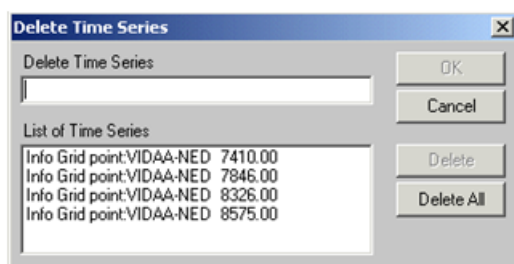 Delete Time Series
Delete Time Series
OK
Cancel
List of Time Series
Info Grid point:VIDAA-NED 7410.00
Info Grid point:VIDAA-NED 7846.00
Info Grid point:VIDAA-NED 8326.00
Info Grid point:VIDAA-NED 8575.00
Delete
Delete All